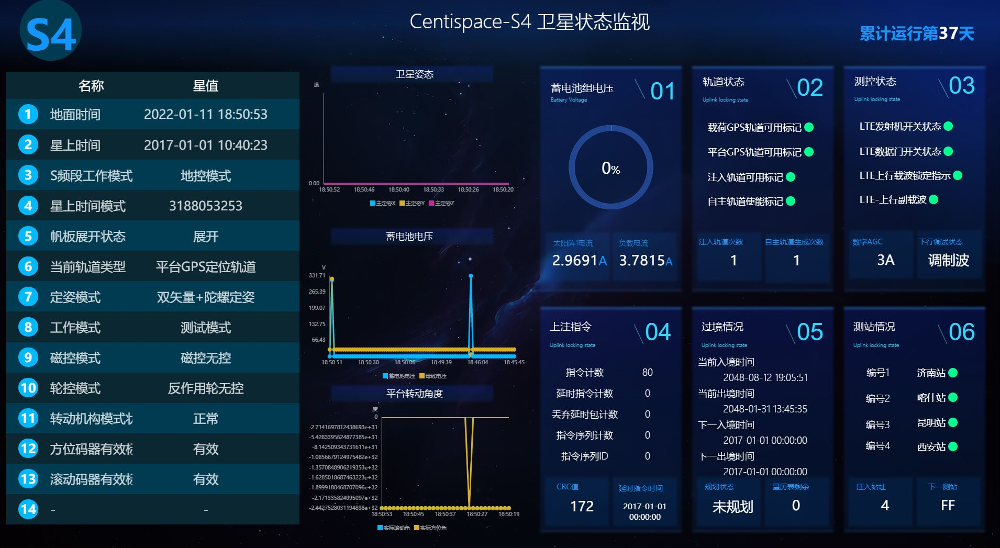 S4
Centispace-S4 卫星状态监视
累计运行第37天
名称 星值
1 地面时间 2022-01-11 18:50:53
2 星上时间 2017-01-01 10:40:23
3 S频段工作模式 地控模式
4 星上时间模式 3188053253
5 帆板展开状态 展开
6 当前轨道类型 平台GPS定位轨道
7 定姿模式 双矢量+陀螺定姿
8 工作模式 测试模式
9 磁控模式 磁控无控
10 轮控模式 反作用轮无控
11 转动机构模式 正常
12 方位码器有效 有效
13 滚动码器有效 有效
14 - -
卫星姿态
度
0.00
18:50:52 18:50:46 18:50:40 18:50:33 18:50:26 18:50:20
主定姿X 主定姿Y 主定姿Z
蓄电池电压
V
331.71
265.39
199.07
132.75
66.43
18:50:51 18:50:30 18:50:06 18:49:39 18:46:04 18:45:45
蓄电池电压 母线电压
平台转动角度
度
0
-2.7141697812438693e+31
-5.4283395624877385e+31
-8.142509343731611e+31
-1.0856679124975482e+32
-1.3570848906219353e+32
-1.6285018687463223e+32
-1.8999188468707096e+32
-2.171335824995097e+32
-2.4427528031194838e+32
18:50:53 18:50:45 18:50:37 18:50:27 18:50:19
实际滚动角 实际方位角
蓄电池组电压 01
Battery Voltage
0%
太阳阵1电流 负载电流
2.9691A 3.7815A
轨道状态 02
Uplink locking state
载荷GPS轨道可用标记
平台GPS轨道可用标记
注入轨道可用标记
自主轨道使能标记
注入轨道次数 自主轨道生成次数
1 1
测控状态 03
Uplink locking state
LTE发射机开关状态
LTE数据门开关状态
LTE上行载波锁定指示
LTE-上行副载波
数字AGC 下行调试状态
3A 调制波
上注指令 04
Uplink locking state
指令计数 80
延时指令计数 0
丢弃延时包计数 0
指令序列计数 0
指令序列ID 0
CRC值 延时指令时间
172 2017-01-01
00:00:00
过境情况 05
Uplink locking state
当前入境时间
2048-08-12 19:05:51
当前出境时间
2048-01-31 13:45:35
下一入境时间
2017-01-01 00:00:00
下一出境时间
2017-01-01 00:00:00
规划状态 星历表剩余
未规划 0
测站情况 06
Uplink locking state
编号1 济南站
编号2 喀什站
编号3 昆明站
编号4 西安站
注入站址 下一测站
4 FF